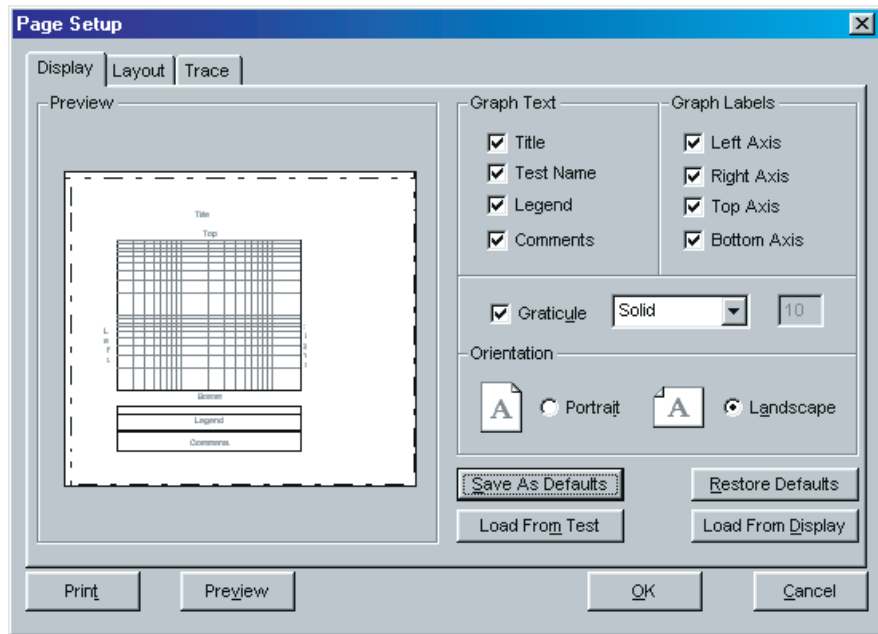 Page Setup
Display Layout Trace
Preview
Title
Top
Left
Bottom
Legend
Comments
Graph Text
Title
Test Name
Legend
Comments
Graph Labels
Left Axis
Right Axis
Top Axis
Bottom Axis
Graticule Solid 10
Orientation
A Portrait A Landscape
Save As Defaults Restore Defaults
Load From Test Load From Display
Print Preview OK Cancel